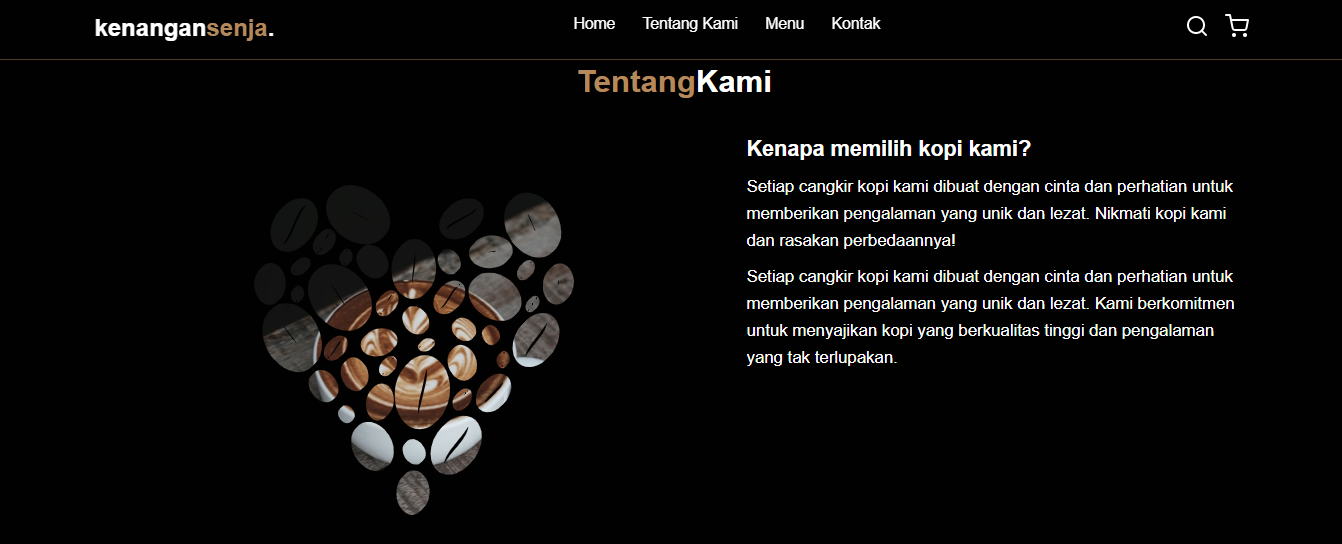 kenangansenja.
Home Tentang Kami Menu Kontak
TentangKami
Kenapa memilih kopi kami?
Setiap cangkir kopi kami dibuat dengan cinta dan perhatian untuk
memberikan pengalaman yang unik dan lezat. Nikmati kopi kami
dan rasakan perbedaannya!
Setiap cangkir kopi kami dibuat dengan cinta dan perhatian untuk
memberikan pengalaman yang unik dan lezat. Kami berkomitmen
untuk menyajikan kopi yang berkualitas tinggi dan pengalaman
yang tak terlupakan.